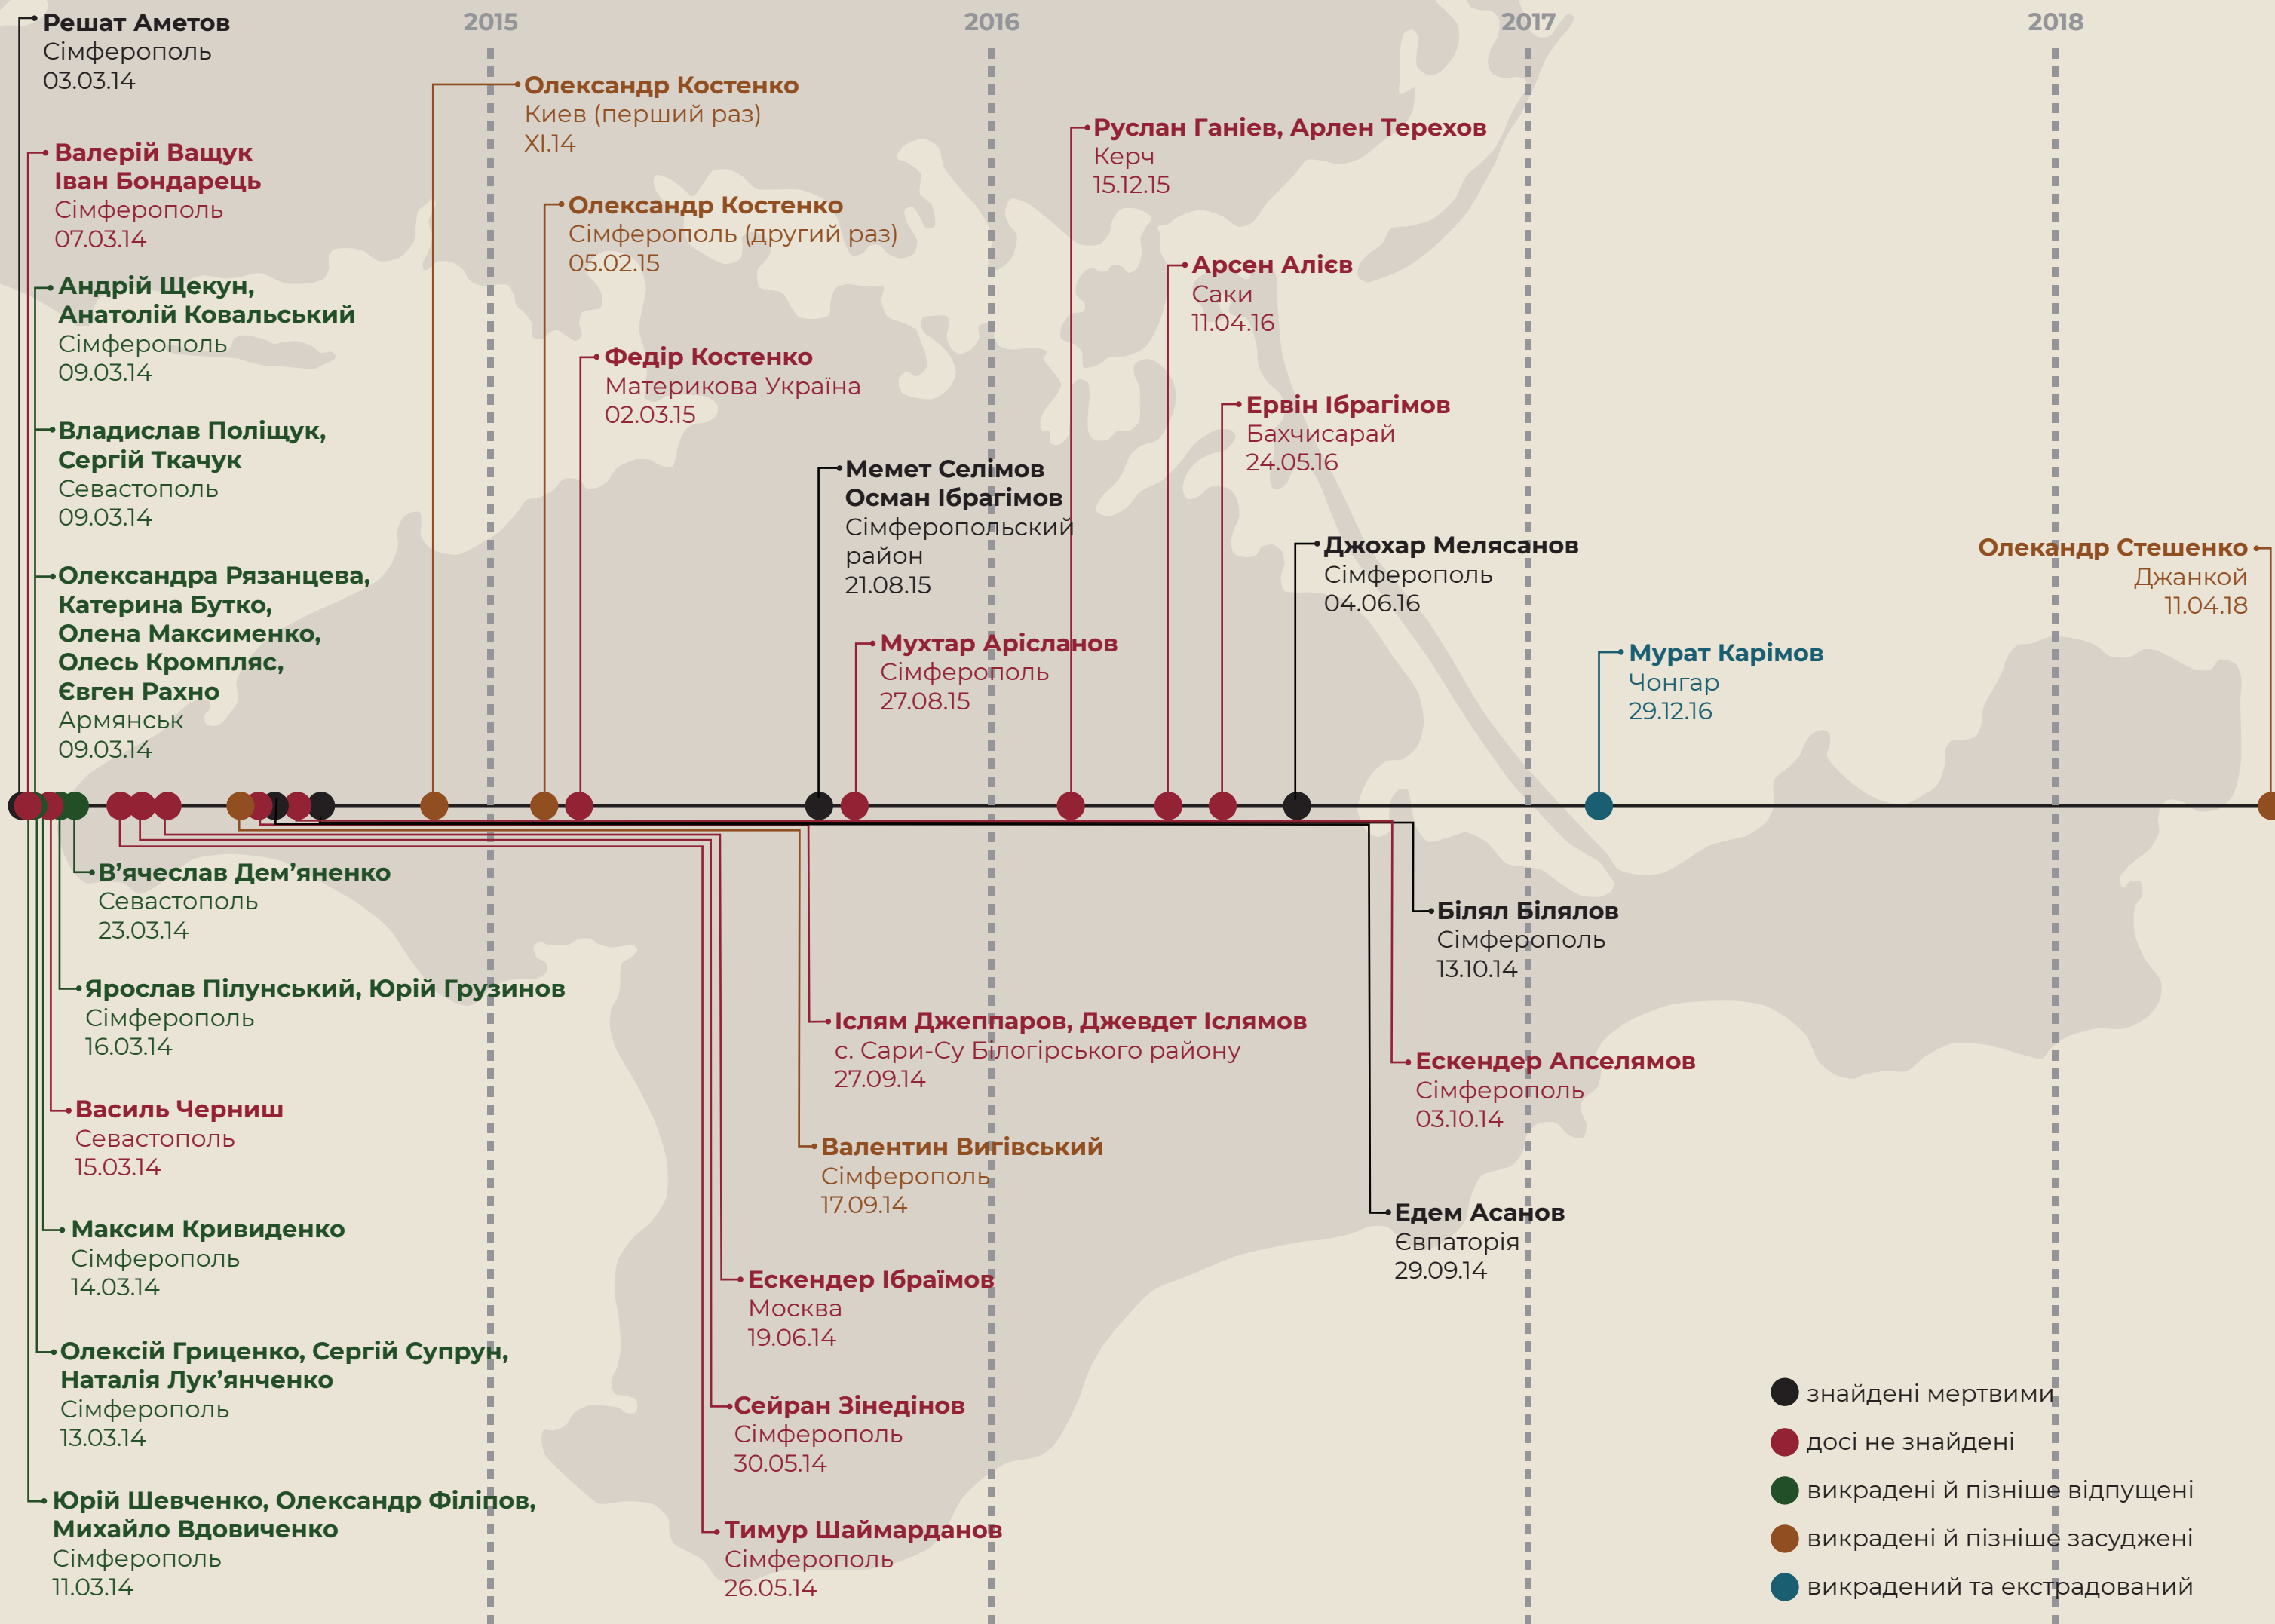 2015
2016
2017
2018
Решат Аметов
Сімферополь
03.03.14
Валерій Ващук
Іван Бондарець
Сімферополь
07.03.14
Андрій Щекун,
Анатолій Ковальський
Сімферополь
09.03.14
Владислав Поліщук,
Сергій Ткачук
Севастополь
09.03.14
Олександра Рязанцева,
Катерина Бутко,
Олена Максименко,
Олесь Кромпляс,
Євген Рахно
Армянськ
09.03.14
Олександр Костенко
Киев (перший раз)
XI.14
Олександр Костенко
Сімферополь (другий раз)
05.02.15
Федір Костенко
Материкова Україна
02.03.15
Мемет Селімов
Осман Ібрагімов
Сімферопольский
район
21.08.15
Мухтар Арісланов
Сімферополь
27.08.15
Руслан Ганіев, Арлен Терехов
Керч
15.12.15
Арсен Алієв
Саки
11.04.16
Ервін Ібрагімов
Бахчисарай
24.05.16
Джохар Мелясанов
Сімферополь
04.06.16
Мурат Карімов
Чонгар
29.12.16
Олекандр Стешенко
Джанкой
11.04.18
В’ячеслав Дем’яненко
Севастополь
23.03.14
Ярослав Пілунський, Юрій Грузинов
Сімферополь
16.03.14
Василь Черниш
Севастополь
15.03.14
Максим Кривиденко
Сімферополь
14.03.14
Олексій Гриценко, Сергій Супрун,
Наталія Лук’янченко
Сімферополь
13.03.14
Юрій Шевченко, Олександр Філіпов,
Михайло Вдовиченко
Сімферополь
11.03.14
Іслям Джеппаров, Джевдет Іслямов
с. Сари-Су Білогірського району
27.09.14
Валентин Вигівський
Сімферополь
17.09.14
Ескендер Ібраїмов
Москва
19.06.14
Сейран Зінедінов
Сімферополь
30.05.14
Тимур Шаймарданов
Сімферополь
26.05.14
Білял Білялов
Сімферополь
13.10.14
Ескендер Апселямов
Сімферополь
03.10.14
Едем Асанов
Євпаторія
29.09.14
знайдені мертвими
досі не знайдені
викрадені й пізніше відпущені
викрадені й пізніше засуджені
викрадений та екстрадований